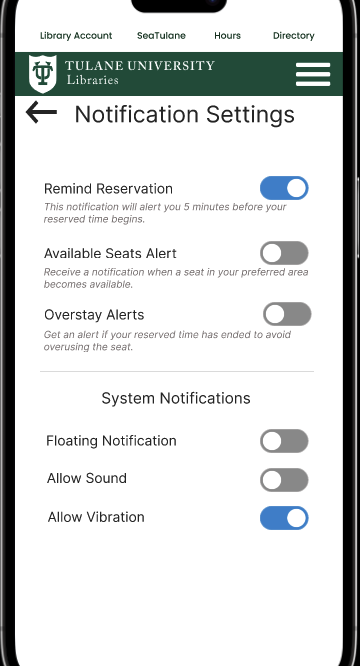 Library Account SeaTulane Hours Directory
TULANE UNIVERSITY
Libraries
Notification Settings
Remind Reservation
This notification will alert you 5 minutes before your
reserved time begins.
Available Seats Alert
Receive a notification when a seat in your preferred area
becomes available.
Overstay Alerts
Get an alert if your reserved time has ended to avoid
overusing the seat.
System Notifications
Floating Notification
Allow Sound
Allow Vibration